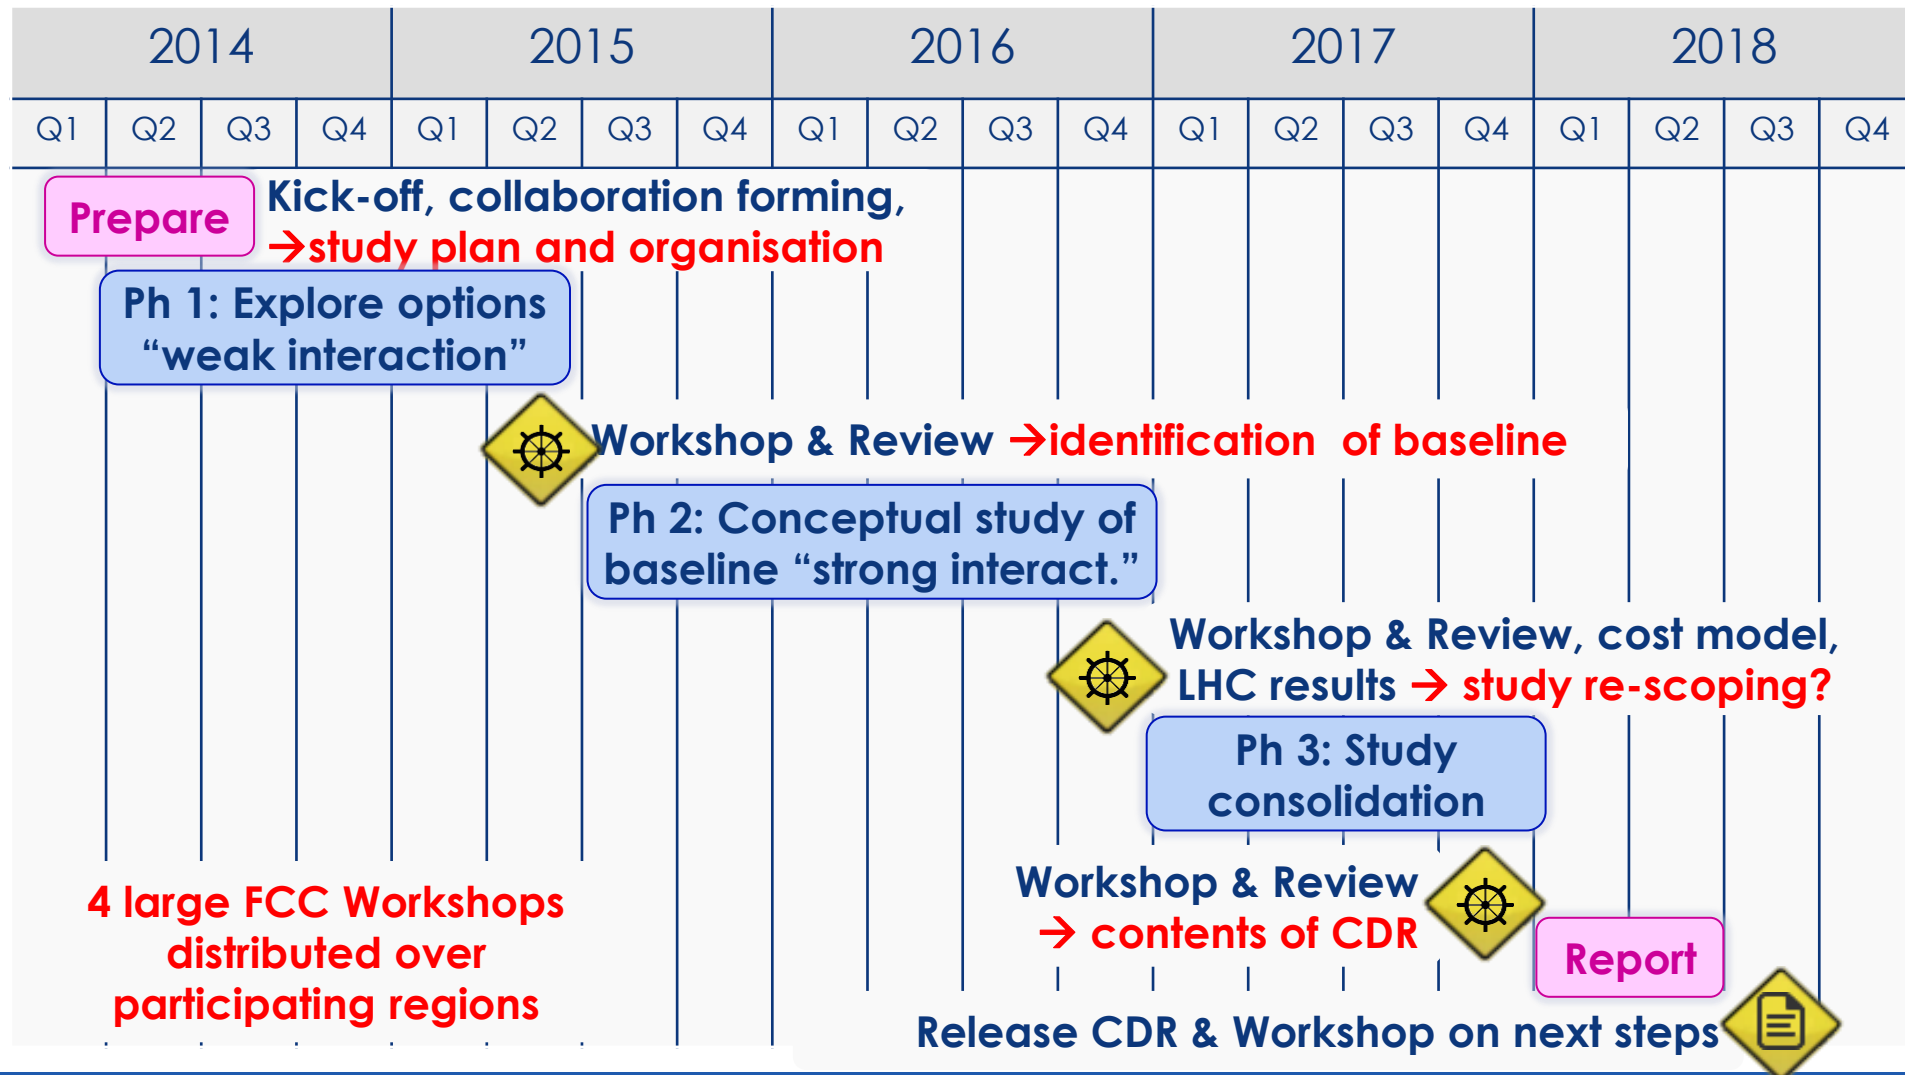 2014 2015 2016 2017 2018
Q1 Q2 Q3 Q4 Q1 Q2 Q3 Q4 Q1 Q2 Q3 Q4 Q1 Q2 Q3 Q4 Q1 Q2 Q3 Q4
Prepare
Kick-off, collaboration forming,
→study plan and organisation
Ph 1: Explore options
“weak interaction”
Workshop & Review →identification of baseline
Ph 2: Conceptual study of
baseline “strong interact.”
Workshop & Review, cost model,
LHC results → study re-scoping?
Ph 3: Study
consolidation
Workshop & Review
→ contents of CDR
4 large FCC Workshops
distributed over
participating regions
Report
Release CDR & Workshop on next steps